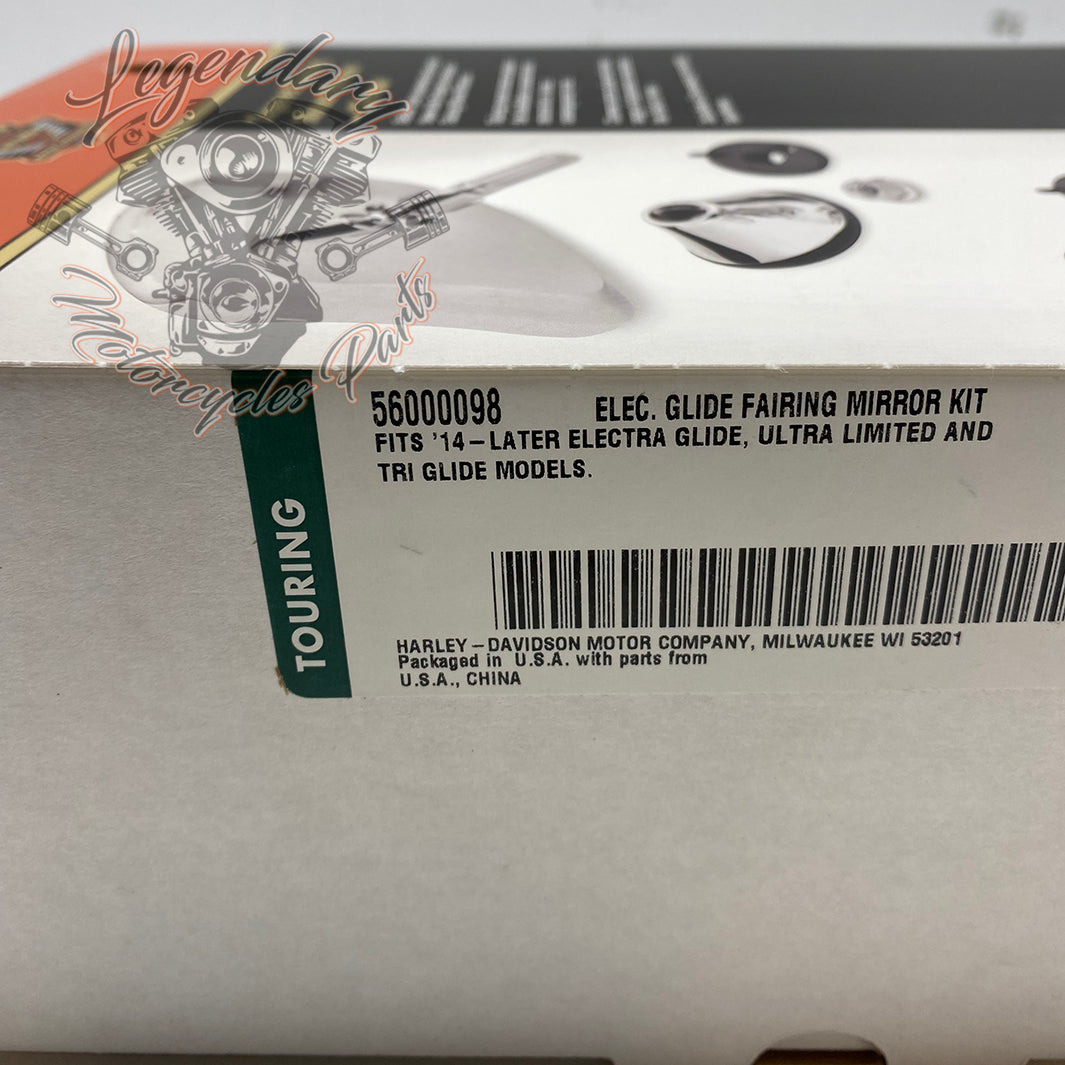 Legendary
Motorcycles Parts
56000098 ELEC. GLIDE FAIRING MIRROR KIT
FITS '14-LATER ELECTRA GLIDE, ULTRA LIMITED AND
TRI GLIDE MODELS.
TOURING
HARLEY-DAVIDSON MOTOR COMPANY, MILWAUKEE WI 53201
Packaged in U.S.A. with parts from
U.S.A., CHINA